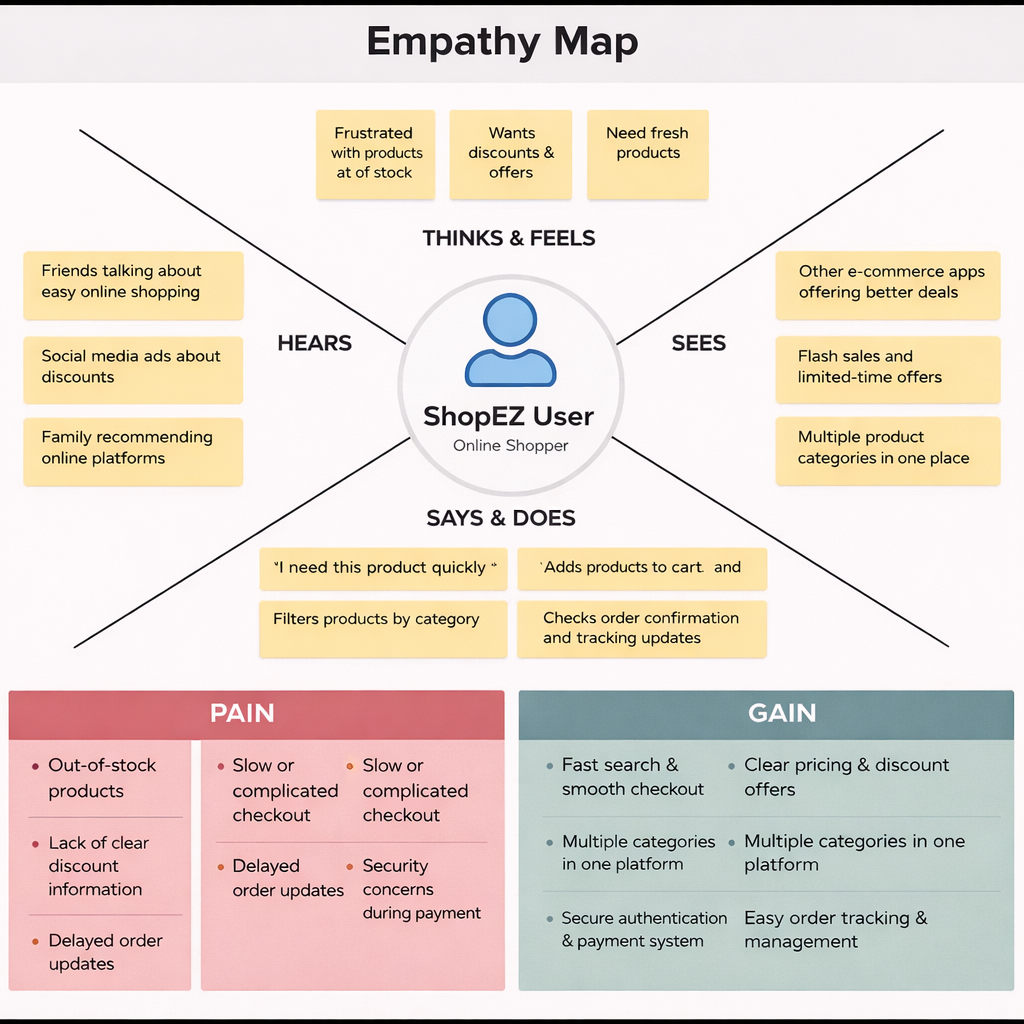 Empathy Map
Frustrated
with products
at of stock
Wants
discounts &
offers
Need fresh
products
THINKS & FEELS
Friends talking about
easy online shopping
Social media ads about
discounts
Family recommending
online platforms
HEARS
ShopEZ User
Online Shopper
SEES
Other e-commerce apps
offering better deals
Flash sales and
limited-time offers
Multiple product
categories in one place
SAYS & DOES
"I need this product quickly "
`Adds products to cart. and
Filters products by category
Checks order confirmation
and tracking updates
PAIN
• Out-of-stock
products
• Lack of clear
discount
information
• Delayed order
updates
• Slow or
complicated
checkout
• Delayed
order updates
• Slow or
complicated
checkout
• Security
concerns
during payment
GAIN
• Fast search &
smooth checkout
• Multiple categories
in one platform
• Secure authentication
& payment system
• Clear pricing & discount
offers
• Multiple categories in one
platform
Easy order tracking &
management